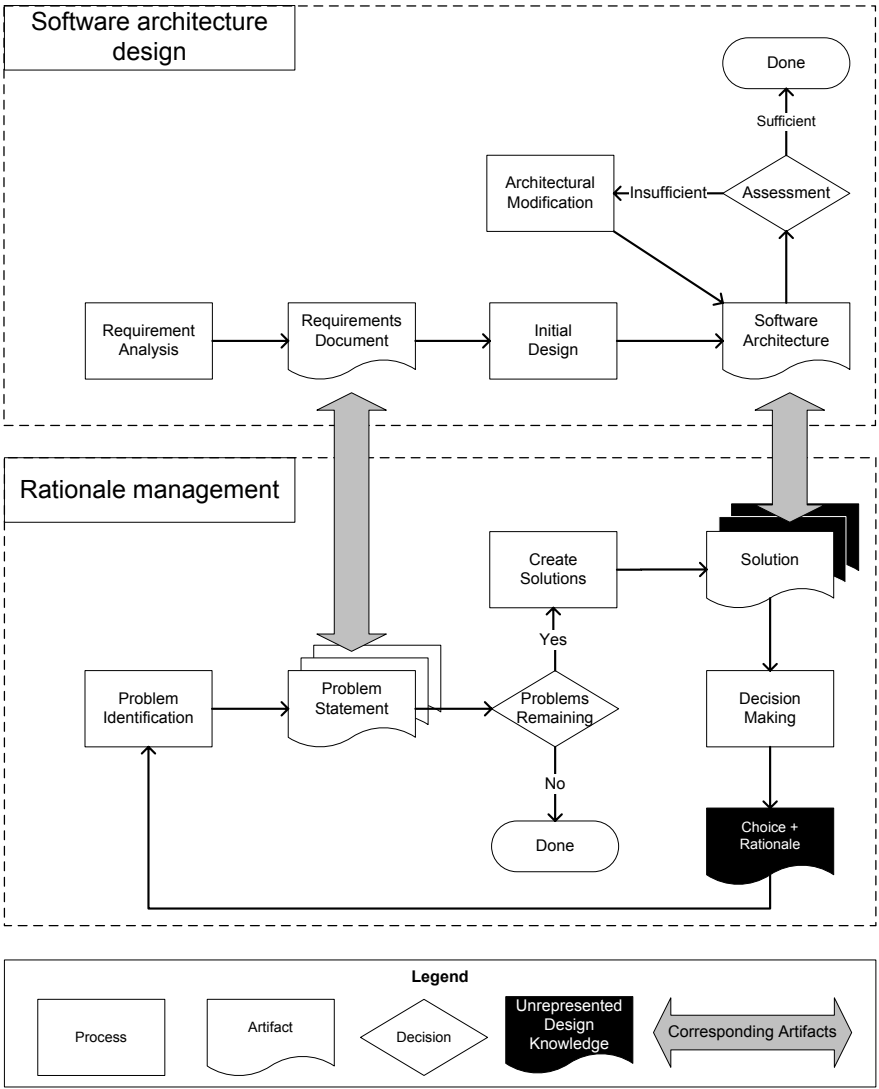 Software architecture
design
Done
Sufficient
Architectural
Modification
Insufficient
Assessment
Requirement
Analysis
Requirements
Document
Initial
Design
Software
Architecture
Rationale management
Create
Solutions
Solution
Yes
Problem
Identification
Problem
Statement
Problems
Remaining
Decision
Making
No
Done
Choice +
Rationale
Legend
Process
Artifact
Decision
Unrepresented
Design
Knowledge
Corresponding Artifacts